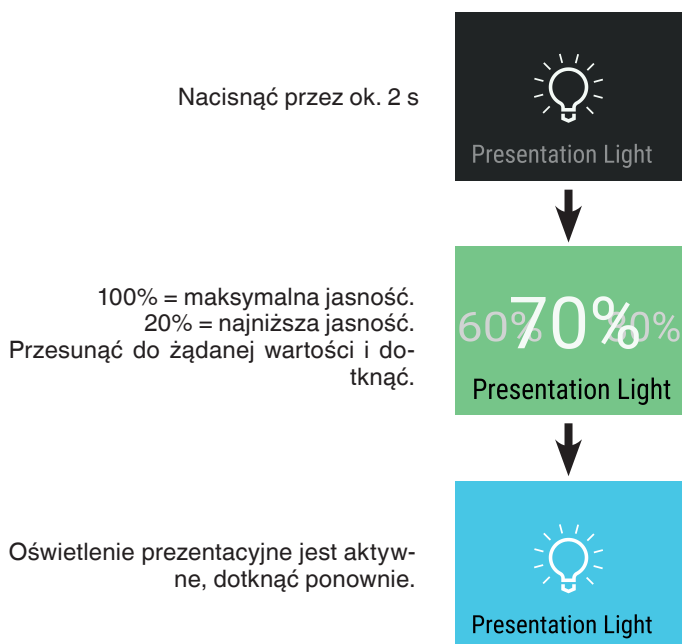 Nacisnąć przez ok. 2 s
Presentation Light
100% = maksymalna jasność.
20% = najniższa jasność.
Przesunąć do żądanej wartości i do-
tknąć.
60% 70% 80%
Presentation Light
Oświetlenie prezentacyjne jest aktyw-
ne, dotknąć ponownie.
Presentation Light